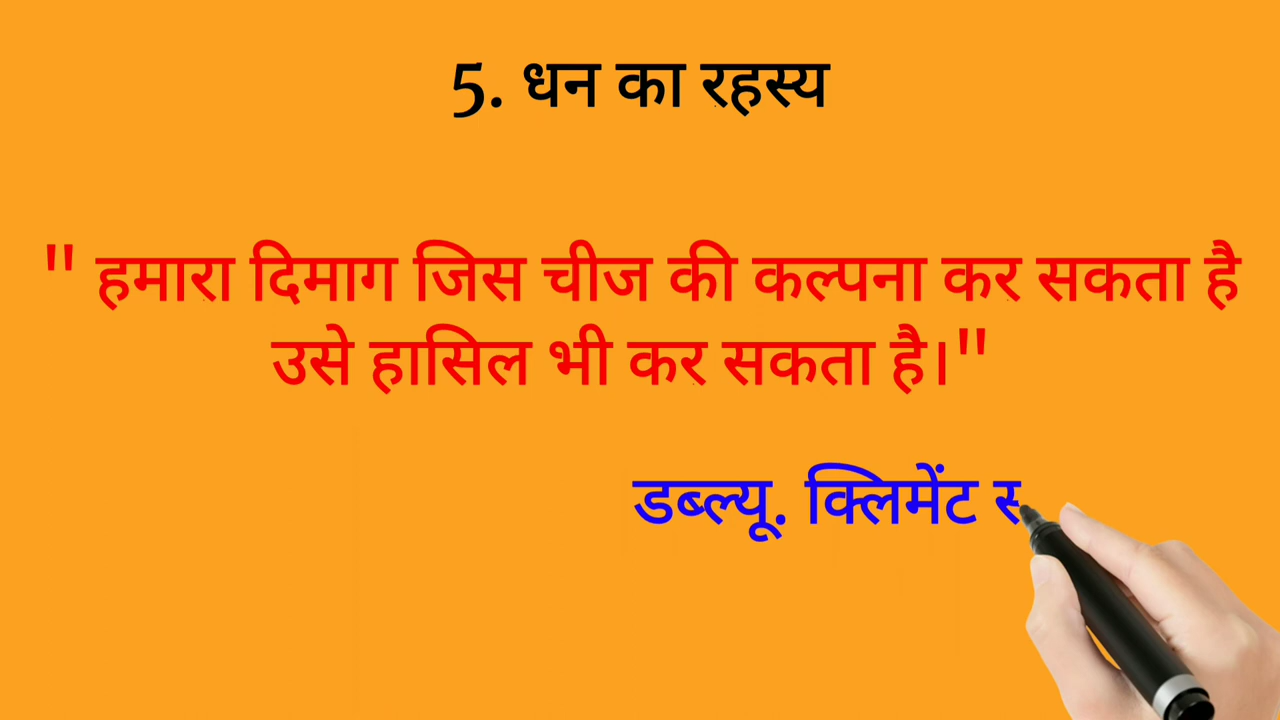 5. धन का रहस्य
" हमारा दिमाग जिस चीज की कल्पना कर सकता है
उसे हासिल भी कर सकता है।"
डब्ल्यू. क्लिमेंट